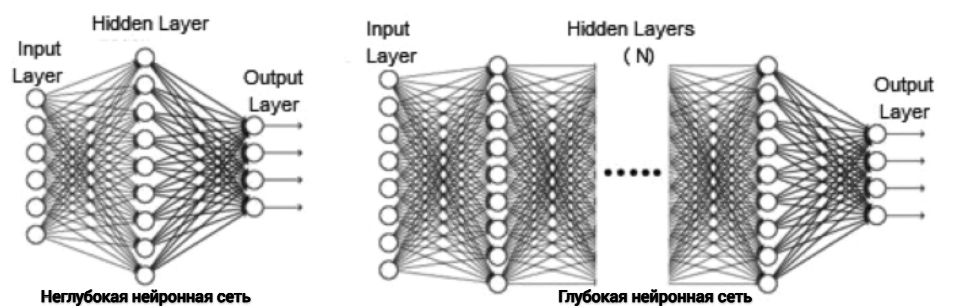 Hidden Layer
Input
Layer
Output
Layer
Неглубокая нейронная сеть
Input
Layer
Hidden Layers
( N)
Output
Layer
Глубокая нейронная сеть